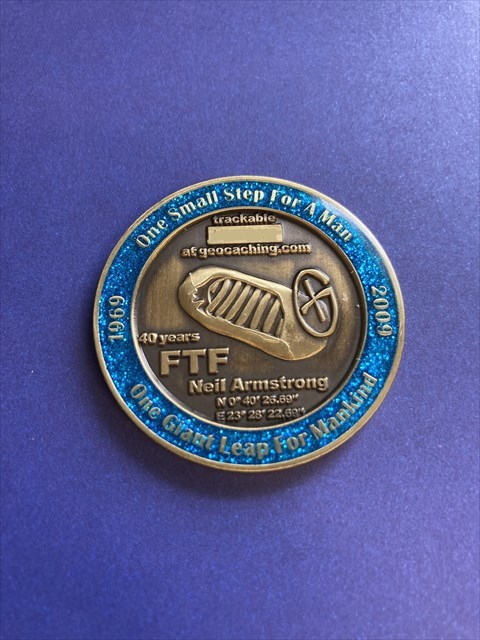 One Small Step For A Man
trackable
at geocaching.com
1969
2009
40 years
FTF
Neil Armstrong
N 0° 40' 26.69"
E 23° 28' 22.69"
One Giant Leap For Mankind